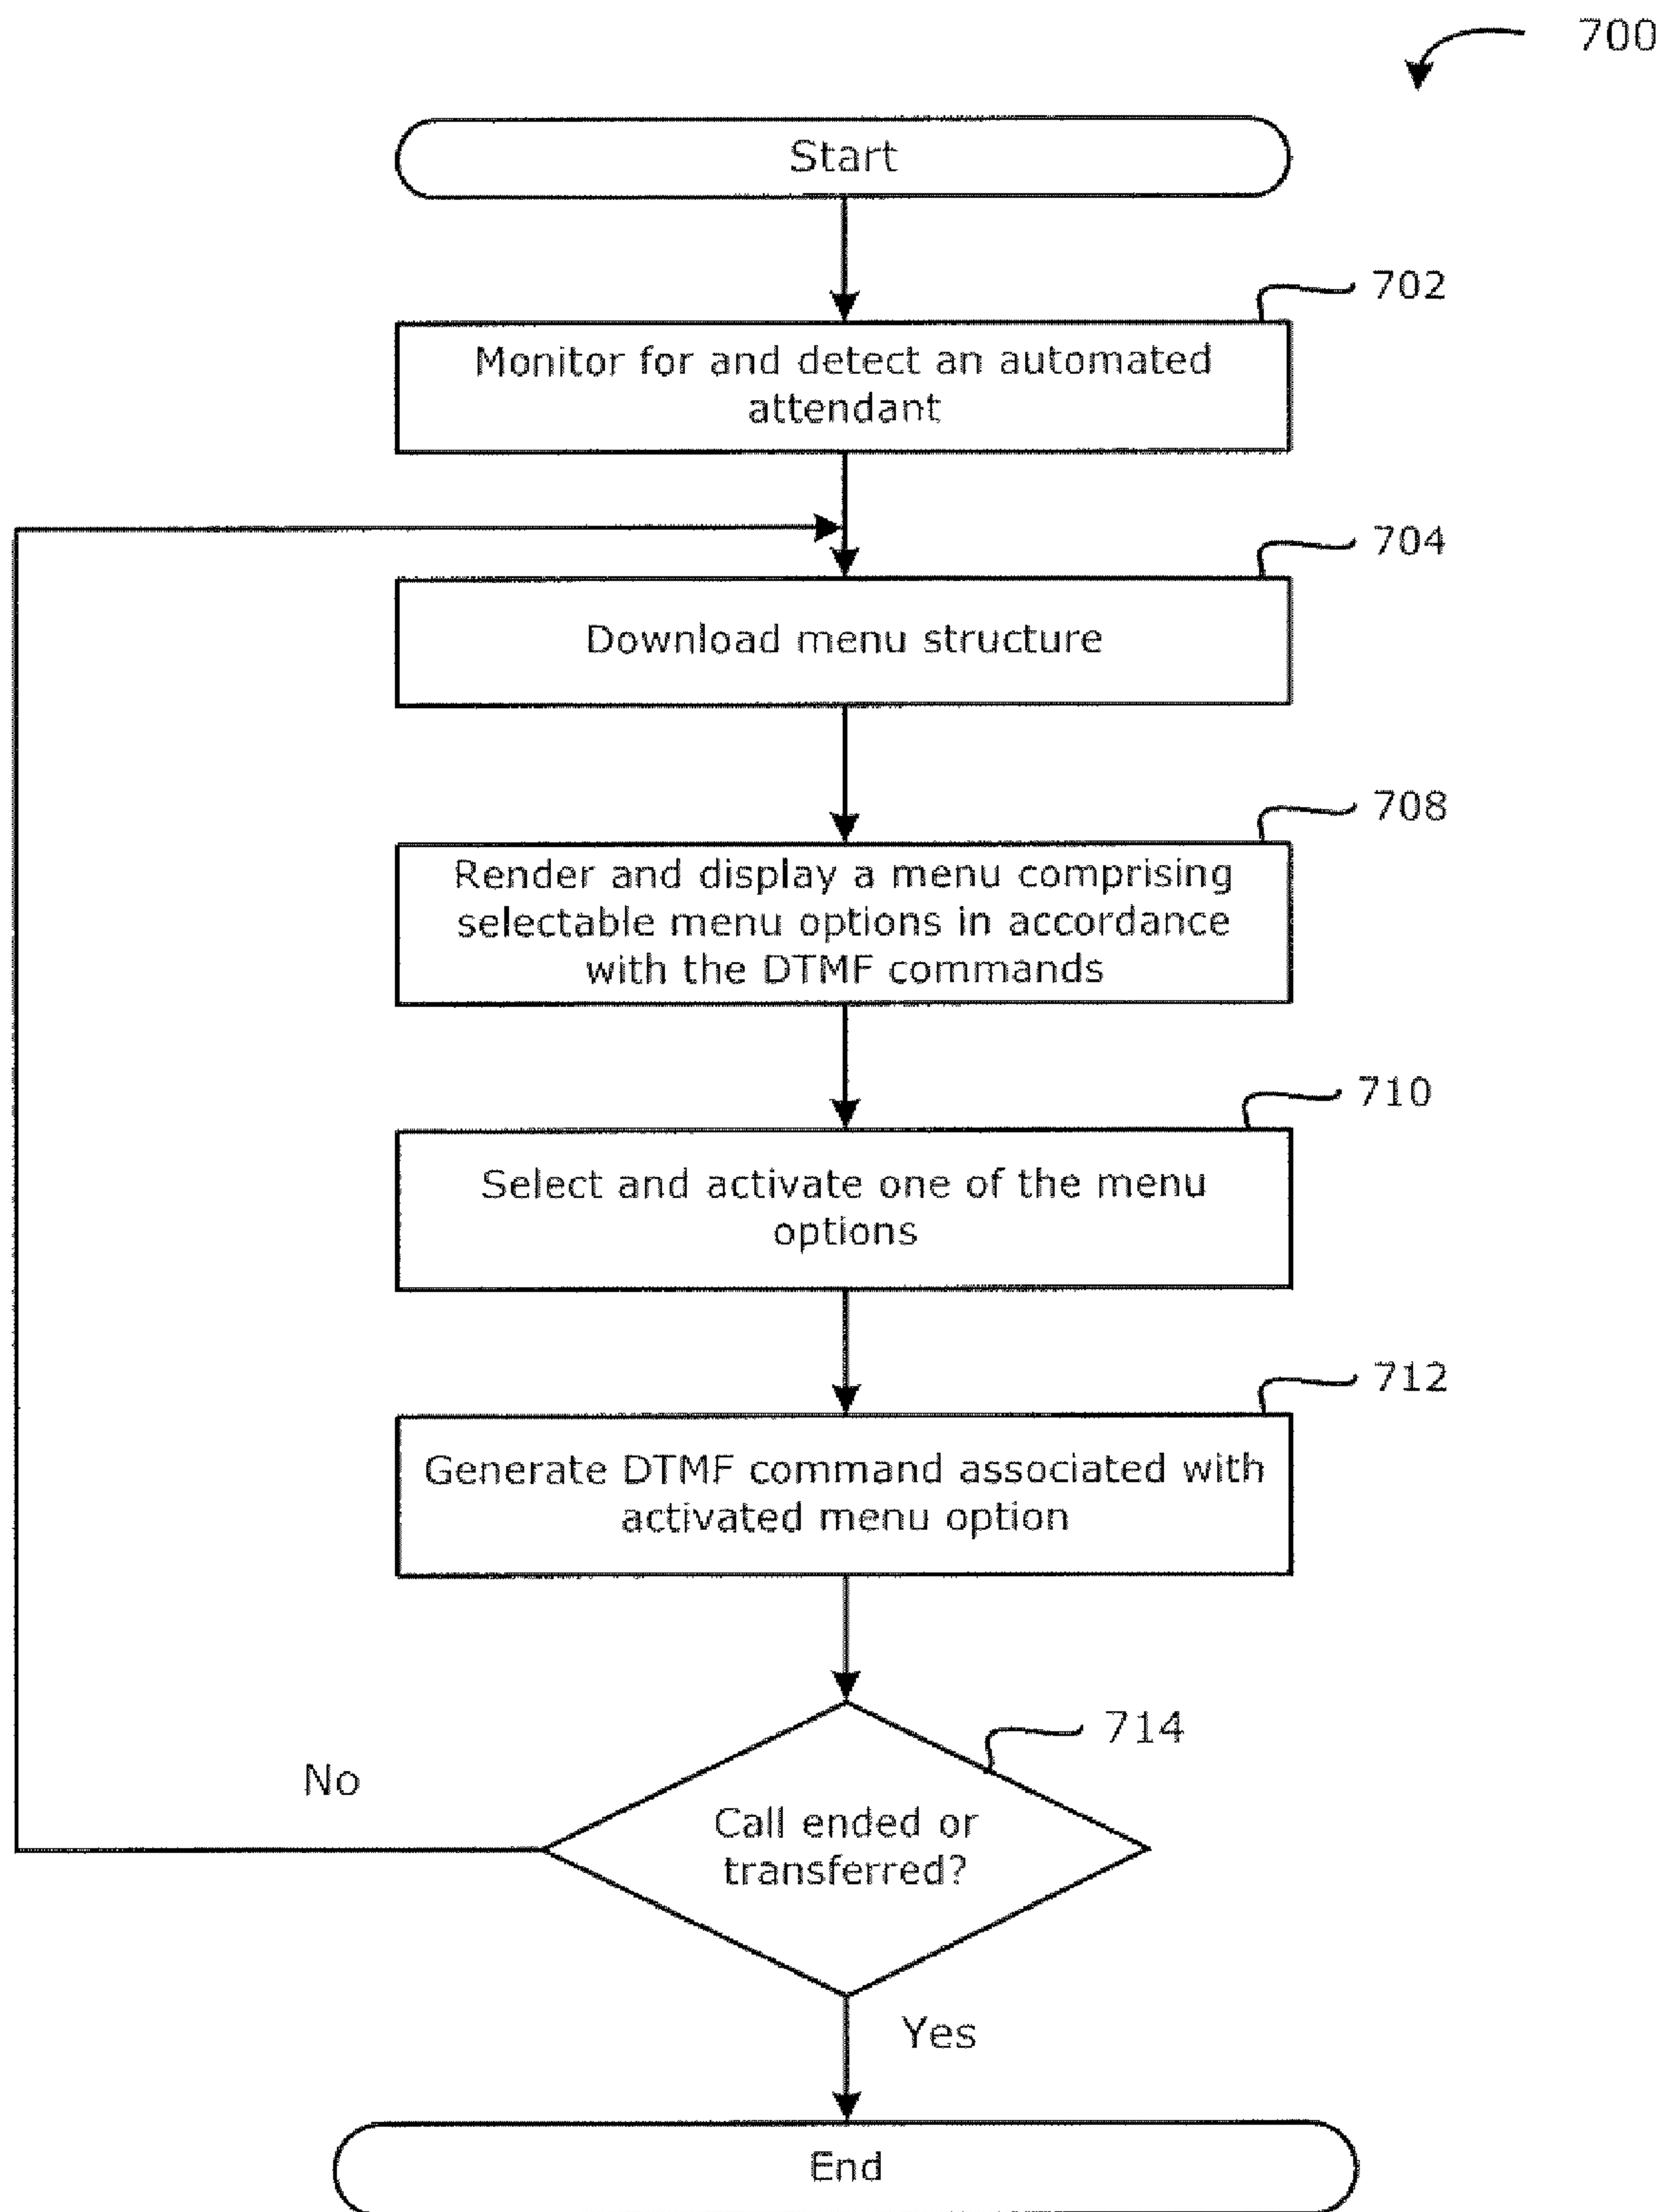 700
Start
702
Monitor for and detect an automated
attendant
704
Download menu structure
708
Render and display a menu comprising
selectable menu options in accordance
with the DTMF commands
710
Select and activate one of the menu
options
712
Generate DTMF command associated with
activated menu option
714
No
Call ended or
transferred?
Yes
End